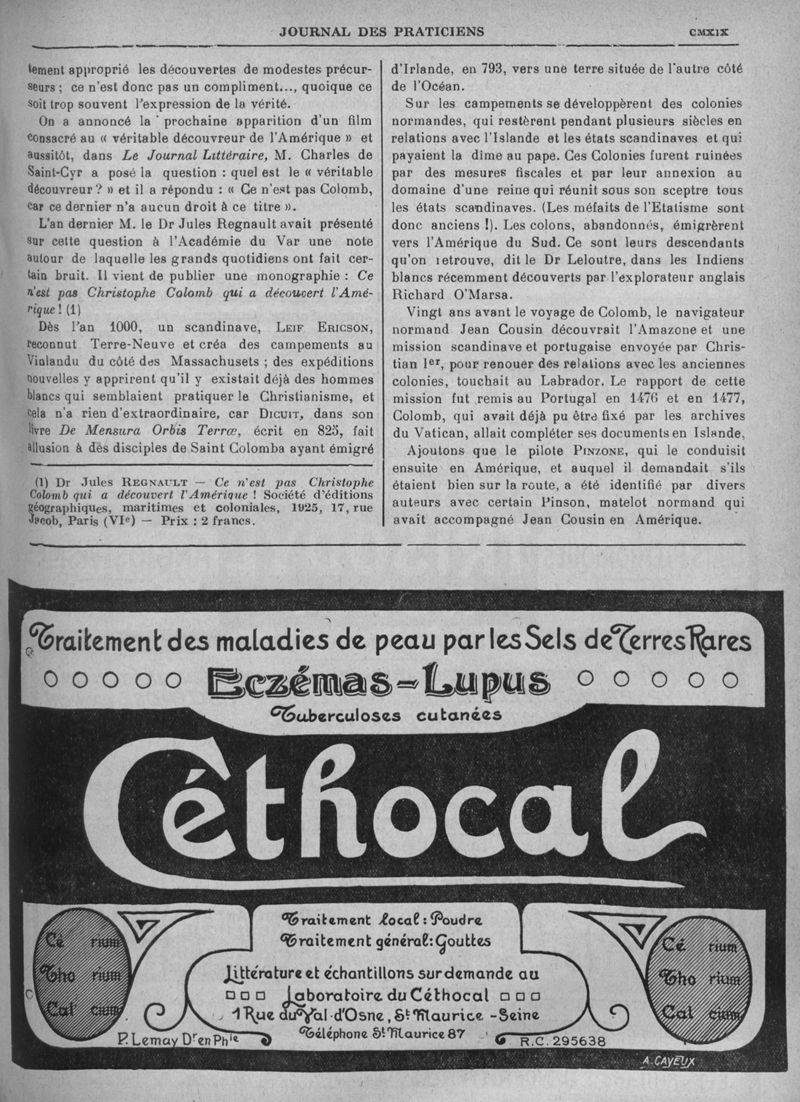 JOURNAL DES PRATICIENS
CMXIX
tement approprié les découvertes de modestes précur-
seurs ; ce n'est donc pas un compliment..., quoique ce
soit trop souvent l'expression de la vérité.
On a annoncé la prochaine apparition d'un film
consacré au « véritable découvreur de l'Amérique » et
aussitôt, dans Le Journal Littéraire, M. Charles de
Saint-Cyr a posé la question : quel est le « véritable
découvreur ? » et il a répondu : « Ce n'est pas Colomb,
car ce dernier n'a aucun droit à ce titre ».
L'an dernier M. le Dr Jules Regnault avait présenté
sur cette question à l'Académie du Var une note
autour de laquelle les grands quotidiens ont fait cer-
tain bruit. Il vient de publier une monographie : Ce
n'est pas Christophe Colomb qui a découvert l'Amé-
rique ! (1)
Dès l'an 1000, un scandinave, LEIF ERICSON,
reconnut Terre-Neuve et créa des campements au
Vinlandu du côté des Massachusets ; des expéditions
nouvelles y apprirent qu'il y existait déjà des hommes
blancs qui semblaient pratiquer le Christianisme, et
cela n'a rien d'extraordinaire, car DICUIT, dans son
livre De Mensura Orbis Terræ, écrit en 825, fait
allusion à des disciples de Saint Colomba ayant émigré
(1) Dr Jules REGNAULT — Ce n'est pas Christophe
Colomb qui a découvert l'Amérique ! Société d'éditions
géographiques, maritimes et coloniales, 1925, 17, rue
Jacob, Paris (VIe) — Prix : 2 francs.
d'Irlande, en 793, vers une terre située de l'autre côté
de l'Océan.
Sur les campements se développèrent des colonies
normandes, qui restèrent pendant plusieurs siècles en
relations avec l'Islande et les états scandinaves et qui
payaient la dime au pape. Ces Colonies furent ruinées
par des mesures fiscales et par leur annexion au
domaine d'une reine qui réunit sous son sceptre tous
les états scandinaves. (Les méfaits de l'Etatisme sont
donc anciens !). Les colons, abandonnés, émigrèrent
vers l'Amérique du Sud. Ce sont leurs descendants
qu'on retrouve, dit le Dr Leloutre, dans les Indiens
blancs récemment découverts par l'explorateur anglais
Richard O'Marsa.
Vingt ans avant le voyage de Colomb, le navigateur
normand Jean Cousin découvrait l'Amazone et une
mission scandinave et portugaise envoyée par Chris-
tian Ier, pour renouer des relations avec les anciennes
colonies, touchait au Labrador. Le rapport de cette
mission fut remis au Portugal en 1476 et en 1477,
Colomb, qui avait déjà pu être fixé par les archives
du Vatican, allait compléter ses documents en Islande.
Ajoutons que le pilote PINZONE, qui le conduisit
ensuite en Amérique, et auquel il demandait s'ils
étaient bien sur la route, a été identifié par divers
auteurs avec certain Pinson, matelot normand qui
avait accompagné Jean Cousin en Amérique.
Traitement des maladies de peau par les Sels de Terres Rares
Eczémas-Lupus
Tuberculoses cutanées
Céthocal
Traitement local : Poudre
Traitement général : Gouttes
Littérature et échantillons sur demande au
Laboratoire du Céthocal
1 Rue du Val-d'Osne, St Maurice - Seine
Téléphone St Maurice 87
Cé rium
Tho rium
Cal cium
Cé rium
Tho rium
Cal cium
P. Lemay Dr en Phie
R.C. 295638
A. CAYEUX